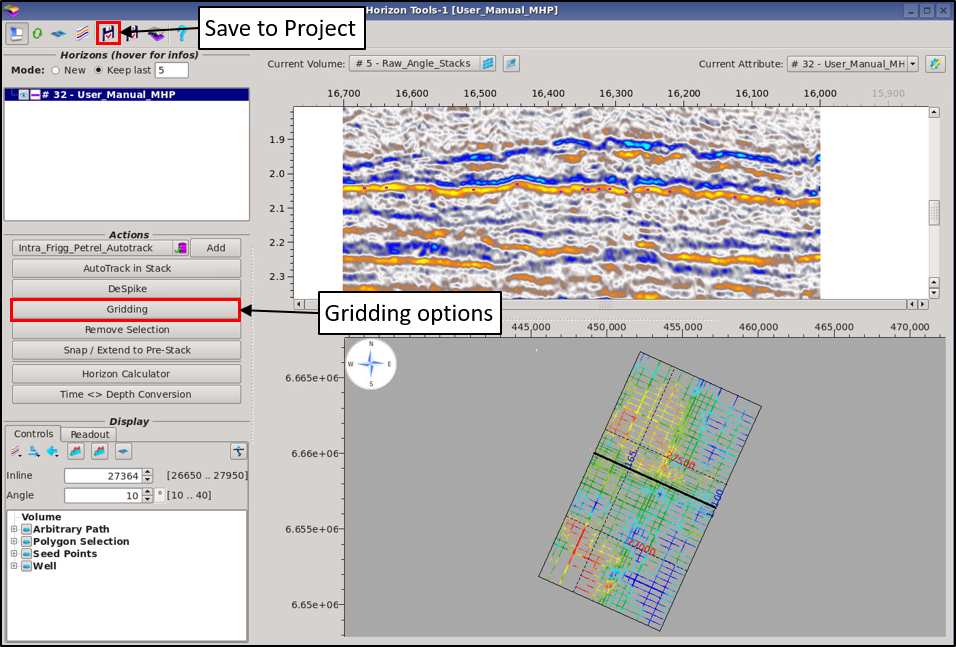 Horizon Tools-1 [User_Manual_MHP]
Save to Project
Horizons (hover for infos)
Mode: New Keep last 5
# 32 - User_Manual_MHP
Current Volume: # 5 - Raw_Angle_Stacks Current Attribute: # 32 - User_Manual_MH
16,700 16,600 16,500 16,400 16,300 16,200 16,100 16,000 15,900
1.9
2.0
2.1
2.2
2.3
Actions
Intra_Frigg_Petrel_Autotrack Add
AutoTrack in Stack
DeSpike
Gridding
Gridding options
Remove Selection
Snap / Extend to Pre-Stack
Horizon Calculator
Time <> Depth Conversion
Display
Controls Readout
Inline 27364 [26650 .. 27950]
Angle 10 ° [10 .. 40]
Volume
Arbitrary Path
Polygon Selection
Seed Points
Well
445,000 450,000 455,000 460,000 465,000 470,000
N
W E
S
6.665e+06
6.66e+06
6.655e+06
6.65e+06
27500
27000